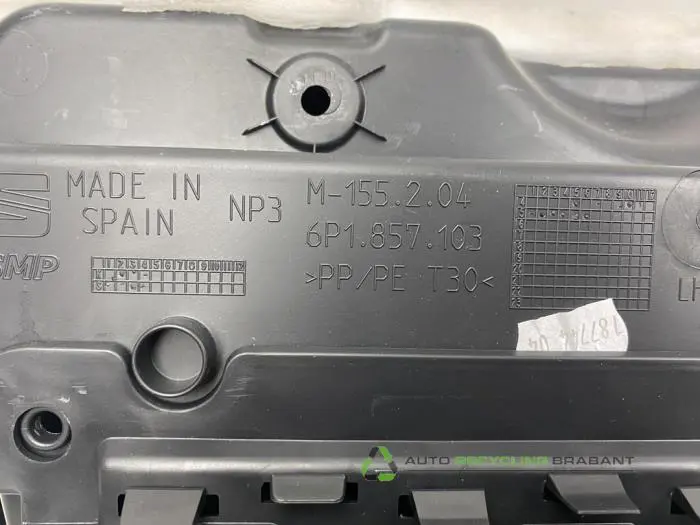 MADE IN
SPAIN
NP3
M-155.2.04
6P1.857.103
>PP/PE T30<
SMP
LH
AUTO RECYCLING BRABANT